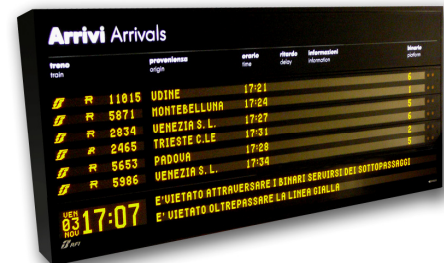 Arrivi Arrivals
treno provenienza orario ritardo informazioni binario
train origin time delay information platform
R 11015 UDINE 17:21 6
R 5871 MONTEBELLUNA 17:24 1
R 2034 VENEZIA S.L. 17:27 5
R 2465 TRIESTE C.LE 17:31 6
R 5653 PADOVA 17:28 2
R 5986 VENEZIA S.L. 17:34 5
VEN 03 NOV 17:07
E'VIETATO ATTRAVERSARE I BINARI SERVIRSI DEI SOTTOPASSAGGI
E' VIETATO OLTREPASSARE LA LINEA GIALLA
RFI